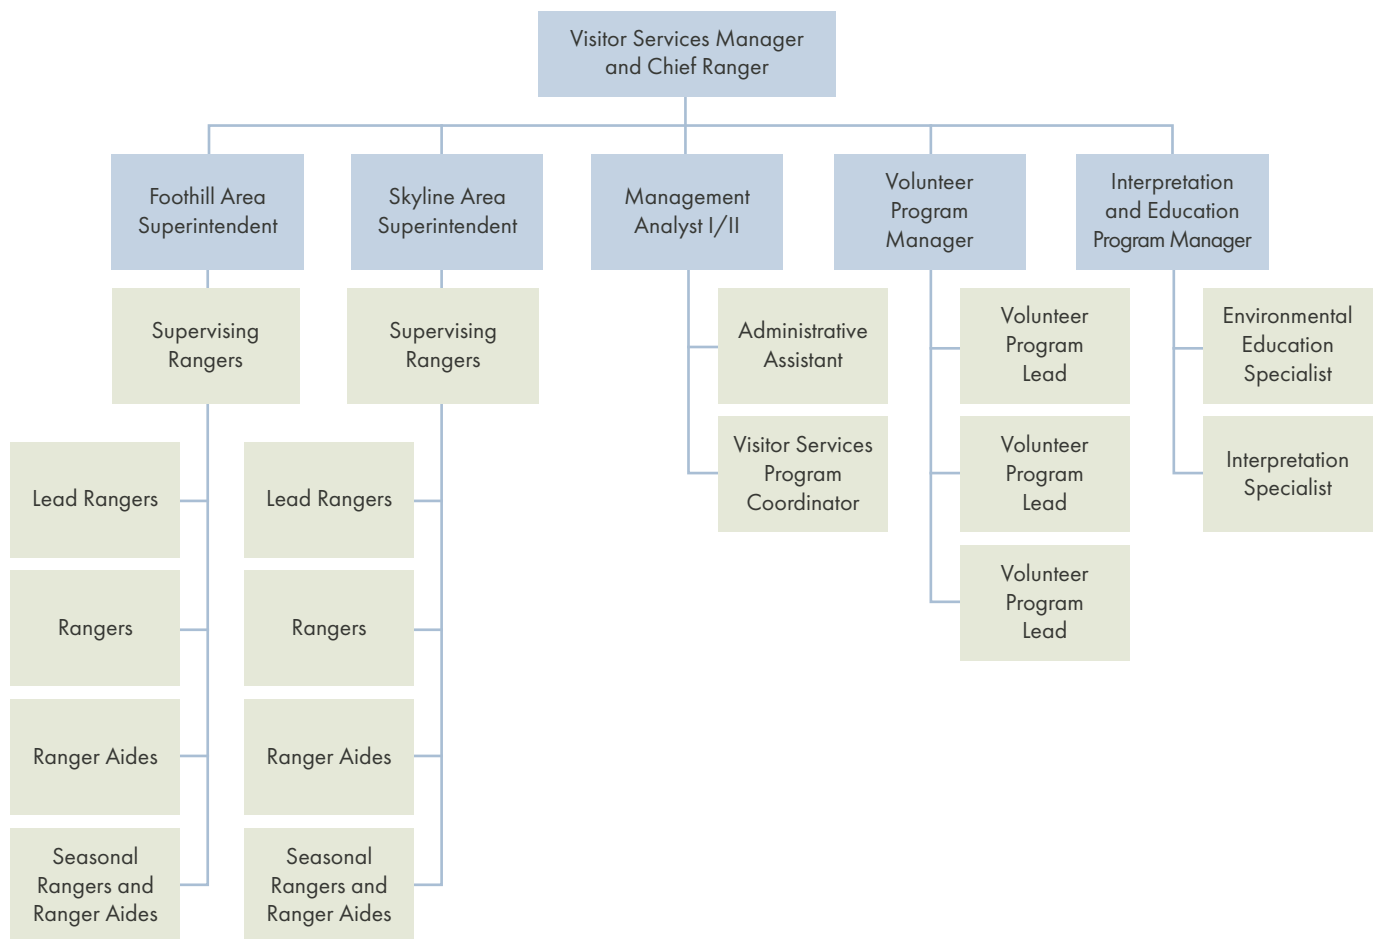 Visitor Services Manager
and Chief Ranger
Foothill Area
Superintendent
Skyline Area
Superintendent
Management
Analyst I/II
Volunteer
Program
Manager
Interpretation
and Education
Program Manager
Supervising
Rangers
Supervising
Rangers
Administrative
Assistant
Volunteer
Program
Lead
Environmental
Education
Specialist
Lead Rangers
Lead Rangers
Visitor Services
Program
Coordinator
Volunteer
Program
Lead
Interpretation
Specialist
Rangers
Rangers
Volunteer
Program
Lead
Ranger Aides
Ranger Aides
Seasonal
Rangers and
Ranger Aides
Seasonal
Rangers and
Ranger Aides